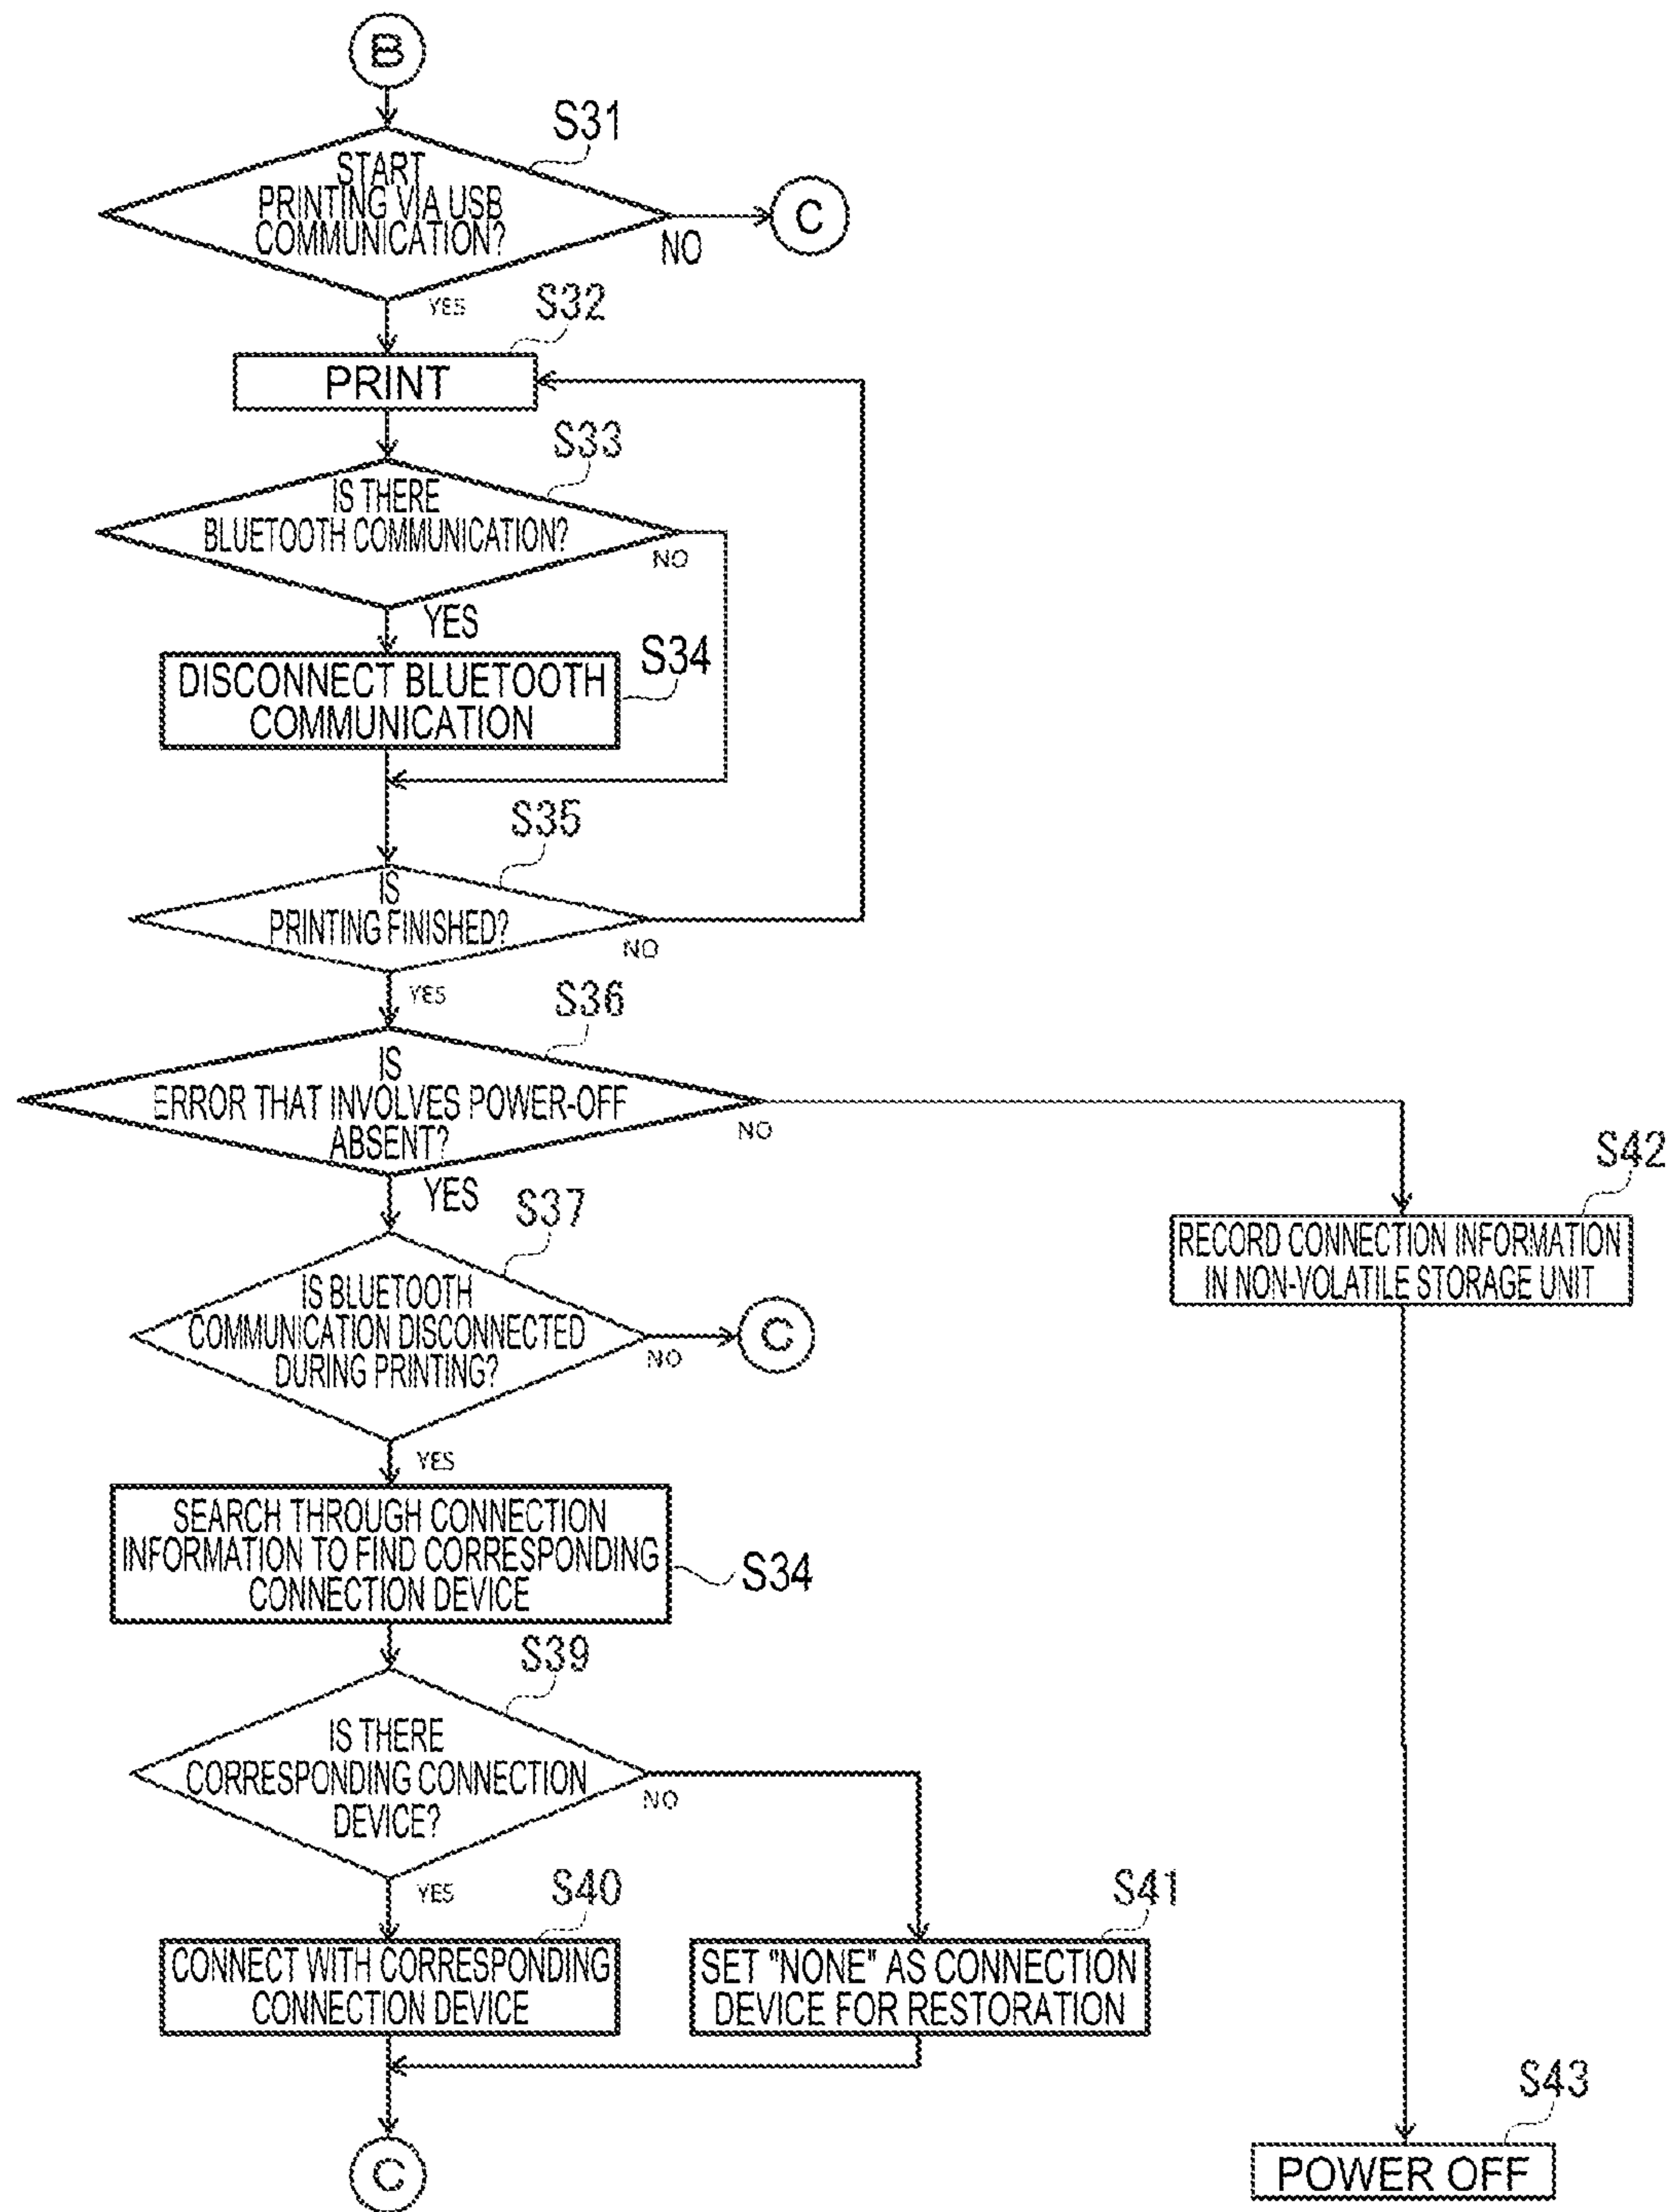 B
S31
START
PRINTING VIA USB
COMMUNICATION?
NO
C
YES
S32
PRINT
S33
IS THERE
BLUETOOTH COMMUNICATION?
NO
YES
S34
DISCONNECT BLUETOOTH
COMMUNICATION
S35
IS
PRINTING FINISHED?
NO
YES
S36
IS
ERROR THAT INVOLVES POWER-OFF
ABSENT?
NO
YES
S42
RECORD CONNECTION INFORMATION
IN NON-VOLATILE STORAGE UNIT
S37
IS BLUETOOTH
COMMUNICATION DISCONNECTED
DURING PRINTING?
NO
C
YES
SEARCH THROUGH CONNECTION
INFORMATION TO FIND CORRESPONDING
CONNECTION DEVICE
S34
S39
IS THERE
CORRESPONDING CONNECTION
DEVICE?
NO
YES
S40
CONNECT WITH CORRESPONDING
CONNECTION DEVICE
S41
SET "NONE" AS CONNECTION
DEVICE FOR RESTORATION
C
S43
POWER OFF